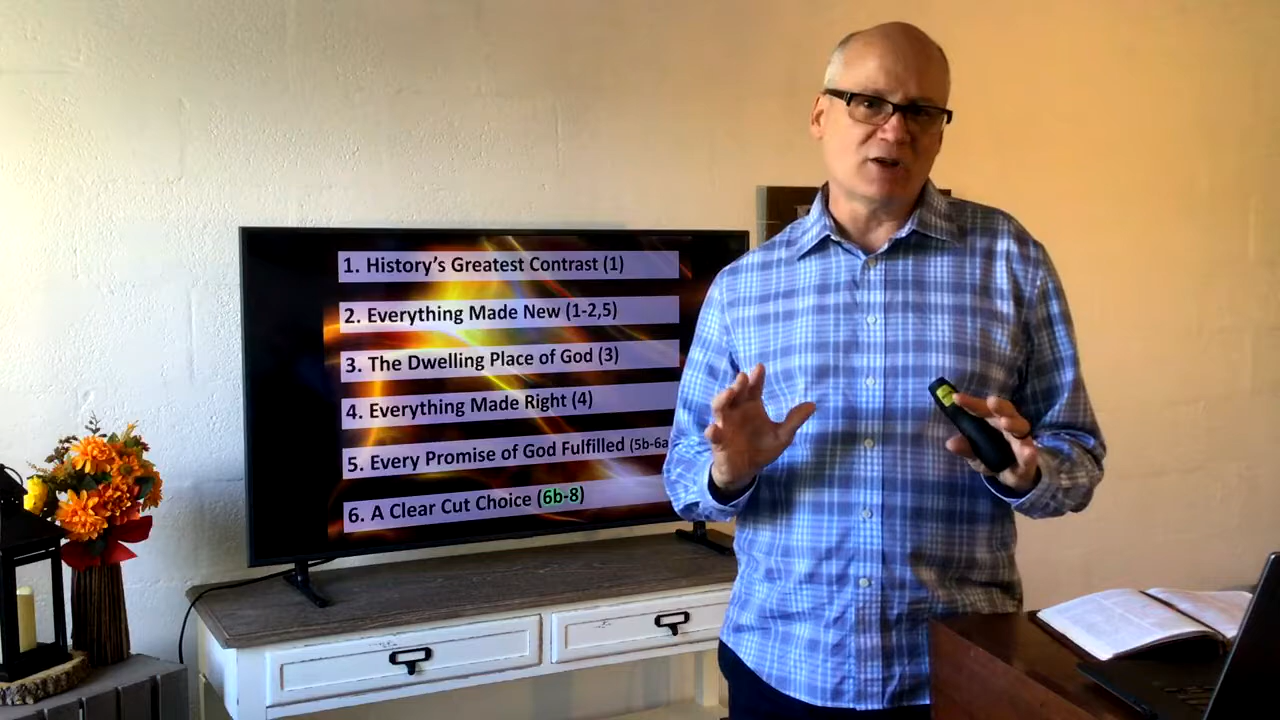 1. History's Greatest Contrast (1)
2. Everything Made New (1-2,5)
3. The Dwelling Place of God (3)
4. Everything Made Right (4)
5. Every Promise of God Fulfilled (5b-6a
6. A Clear Cut Choice (6b-8)